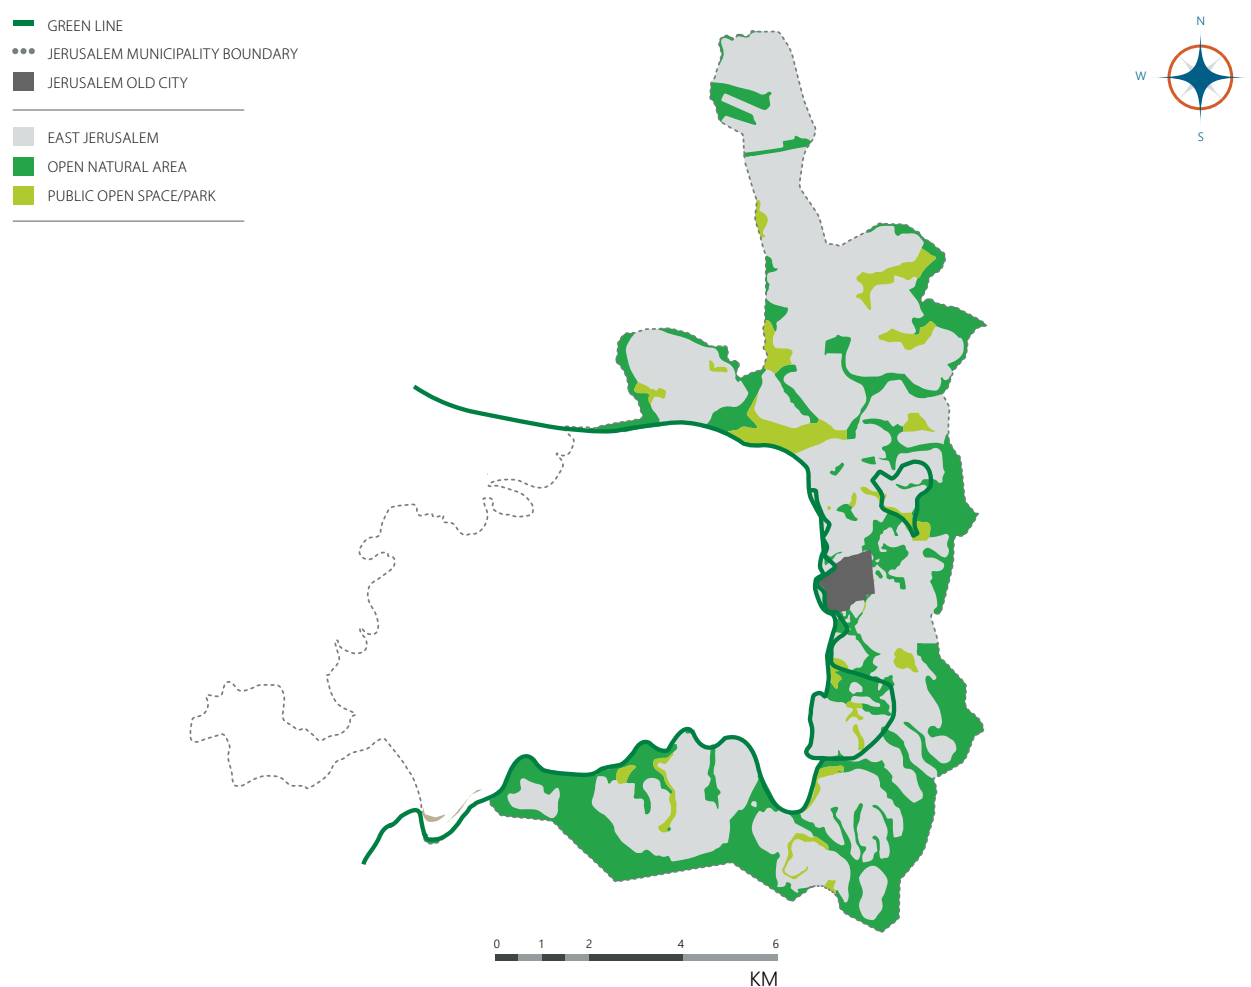 GREEN LINE
JERUSALEM MUNICIPALITY BOUNDARY
JERUSALEM OLD CITY
EAST JERUSALEM
OPEN NATURAL AREA
PUBLIC OPEN SPACE/PARK
N
W
S
0 1 2 4 6
KM